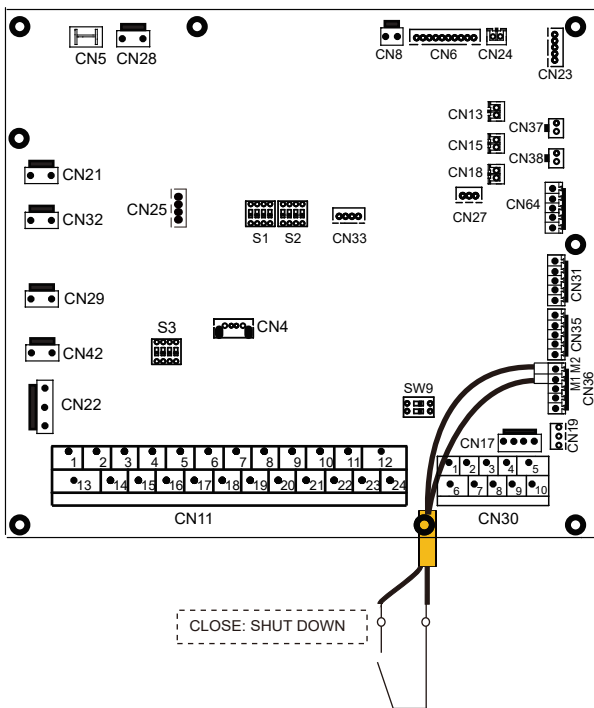 CN5
CN28
CN8
CN6
CN24
CN23
CN13
CN37
CN15
CN38
CN18
CN21
CN32
CN25
S1
S2
CN33
CN27
CN64
CN31
CN29
S3
CN4
CN35
CN42
M1 M2
CN36
CN22
SW9
CN17
CN19
1 2 3 4 5 6 7 8 9 10 11 12
13 14 15 16 17 18 19 20 21 22 23 24
CN11
1 2 3 4 5
6 7 8 9 10
CN30
CLOSE: SHUT DOWN